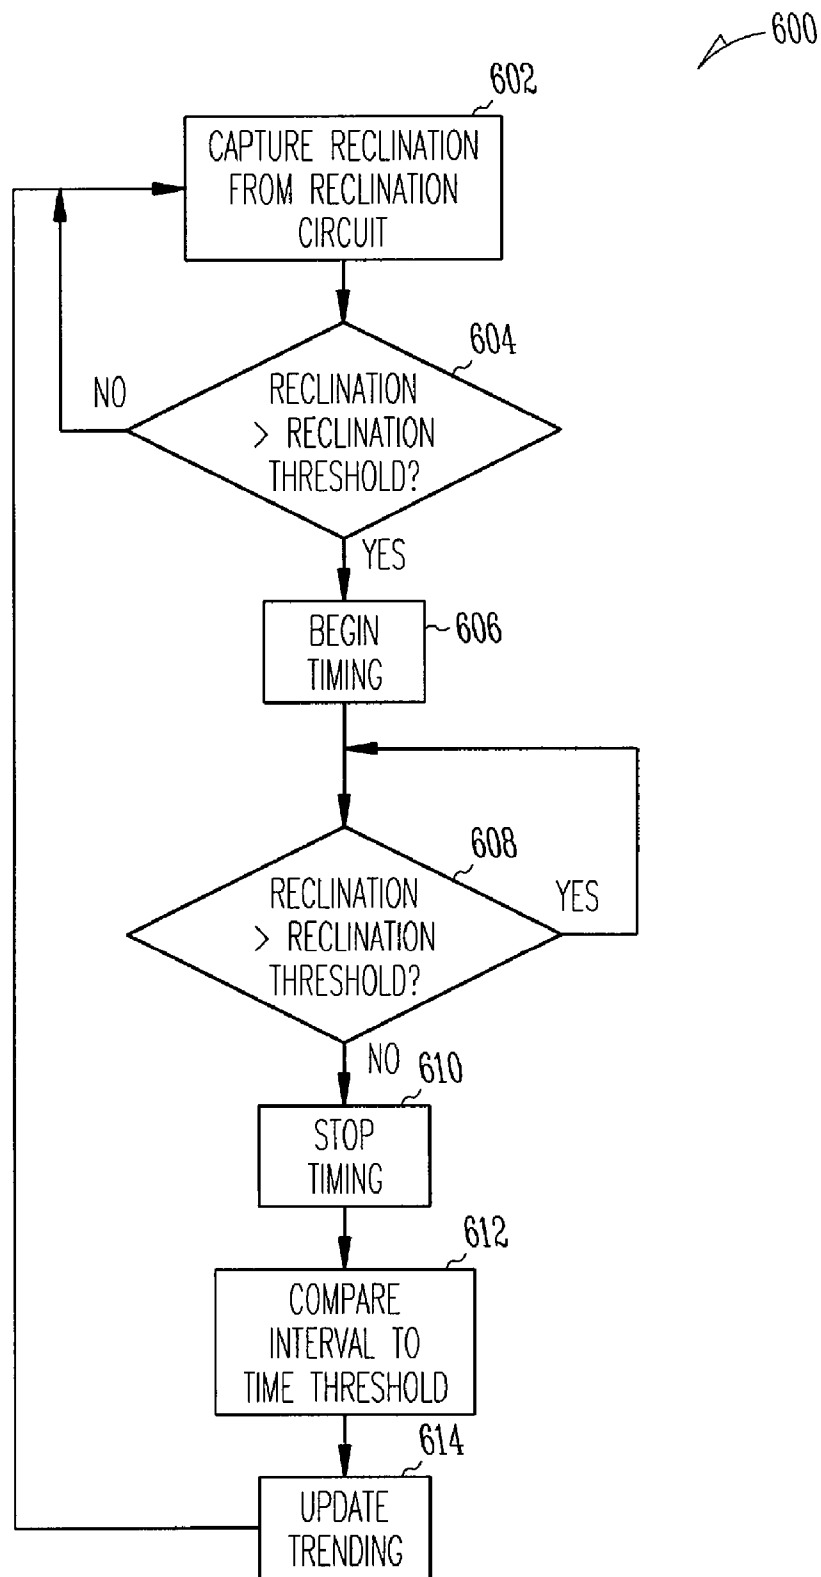 600
602
CAPTURE RECLINATION
FROM RECLINATION
CIRCUIT
604
NO
RECLINATION
> RECLINATION
THRESHOLD?
YES
BEGIN
TIMING
606
608
RECLINATION
> RECLINATION
THRESHOLD?
YES
NO
610
STOP
TIMING
612
COMPARE
INTERVAL TO
TIME THRESHOLD
614
UPDATE
TRENDING